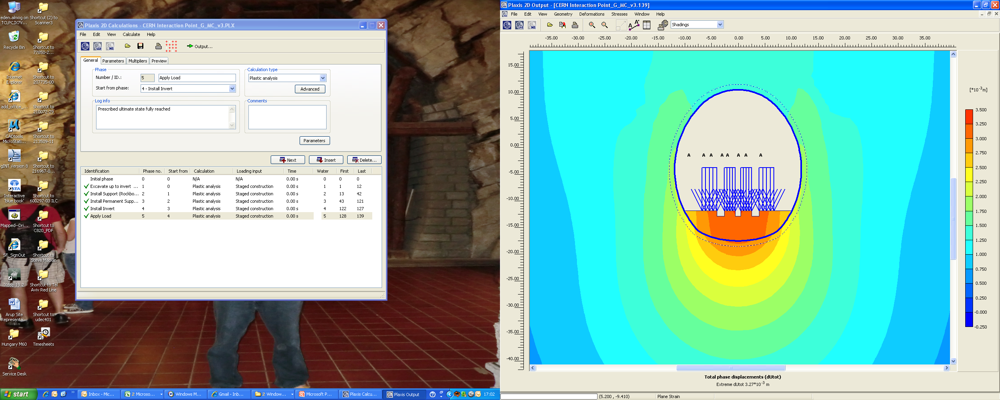 eden.almog on
TCLPCJX7V...
Shortcut (2) to
Scanner3
Recycle Bin
Shortcut to
77850-2...
Internet
Explorer
Shortcut to
207735-00
add_office_...
Shortcut to
210072-29
CADtools
MicroStati...
Shortcut to
213509-11
gINT Version 8
Shortcut to
216967-0...
TATA
Interactive
'blue book'
Shortcut to
600297-03 ILC
Mapped--Dri...
Shortcut to
C820_PDF
SF_SignOut
Shortcut to
Steve Macklin
Xdisp 19.2
Shortcut to Tel
Aviv Red Line
Arup Site
Representa...
Shortcut to
udec401
Hungary M60
Timesheets
Service Desk
Plaxis 2D Calculations - CERN Interaction Point_G_MC_v3.PLX
File Edit View Calculate Help
Output...
General Parameters Multipliers Preview
Phase
Number / ID.: 5 Apply Load
Start from phase: 4 - Install Invert
Calculation type
Plastic analysis
Advanced
Log info
Prescribed ultimate state fully reached
Comments
Parameters
Next Insert Delete...
Identification Phase no. Start from Calculation Loading input Time Water First Last
Initial phase 0 0 N/A N/A 0.00 s 0 0 0
Excavate up to invert ... 1 0 Plastic analysis Staged construction 0.00 s 1 1 12
Install Support (Rockbo... 2 1 Plastic analysis Staged construction 0.00 s 2 13 42
Install Permanent Supp... 3 2 Plastic analysis Staged construction 0.00 s 3 43 121
Install Invert 4 3 Plastic analysis Staged construction 0.00 s 4 122 127
Apply Load 5 4 Plastic analysis Staged construction 0.00 s 5 128 139
start
Inbox - Mic...
2 Microso...
Windows M...
Gmail - Inb...
2 Window...
Microsoft P...
Plaxis Calcu...
Plaxis Output
17:02
Plaxis 2D Output - [CERN Interaction Point_G_MC_v3.139]
File Edit View Geometry Deformations Stresses Window Help
Shadings
-35.00 -30.00 -25.00 -20.00 -15.00 -10.00 -5.00 0.00 5.00 10.00 15.00 20.00 25.00 30.00 35.00
15.00
10.00
5.00
0.00
-5.00
-10.00
-15.00
-20.00
-25.00
-30.00
-35.00
-40.00
A A A A A A A A
[*10-3m]
3.500
3.250
3.000
2.750
2.500
2.250
2.000
1.750
1.500
1.250
1.000
0.750
0.500
0.250
-0.000
-0.250
Total phase displacements (dUtot)
Extreme dUtot 3.27*10-3 m
(5.200 , -9.410)
Plane Strain